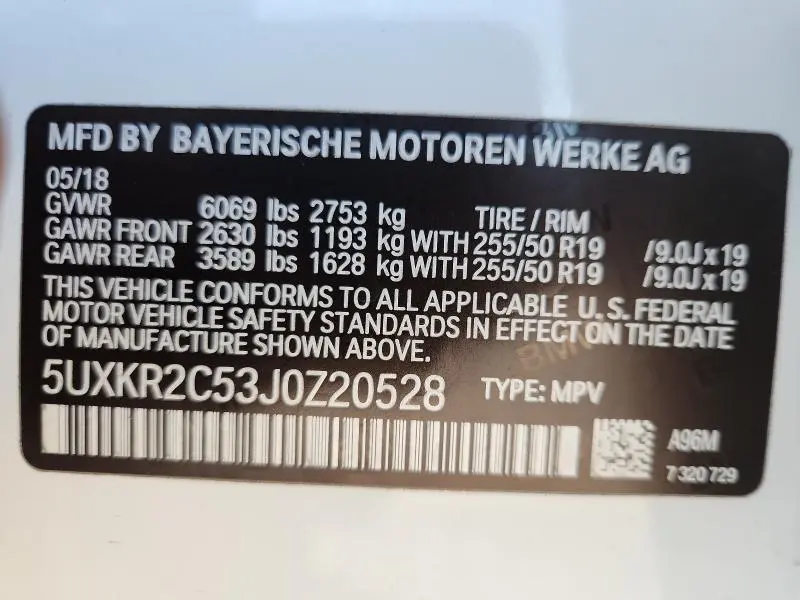 MFD BY BAYERISCHE MOTOREN WERKE AG
05/18
GVWR 6069 lbs 2753 kg TIRE / RIM
GAWR FRONT 2630 lbs 1193 kg WITH 255/50 R19 /9.0J x 19
GAWR REAR 3589 lbs 1628 kg WITH 255/50 R19 /9.0J x 19
THIS VEHICLE CONFORMS TO ALL APPLICABLE U. S. FEDERAL
MOTOR VEHICLE SAFETY STANDARDS IN EFFECT ON THE DATE
OF MANUFACTURE SHOWN ABOVE.
5UXKR2C53J0Z20528 TYPE: MPV
A96M
7 320 729